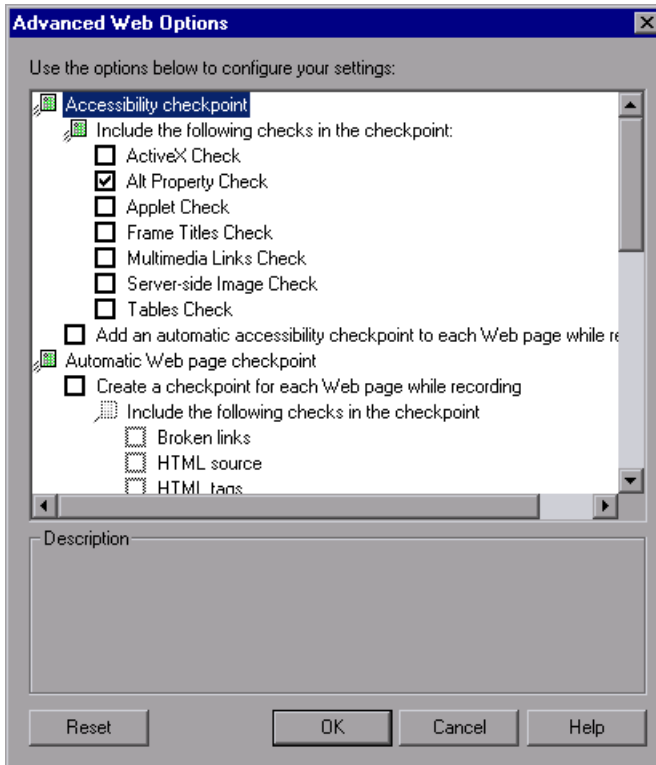 Advanced Web Options
Use the options below to configure your settings:
Accessibility checkpoint
Include the following checks in the checkpoint:
ActiveX Check
Alt Property Check
Applet Check
Frame Titles Check
Multimedia Links Check
Server-side Image Check
Tables Check
Add an automatic accessibility checkpoint to each Web page while re
Automatic Web page checkpoint
Create a checkpoint for each Web page while recording
Include the following checks in the checkpoint
Broken links
HTML source
HTML tags
Description
Reset OK Cancel Help